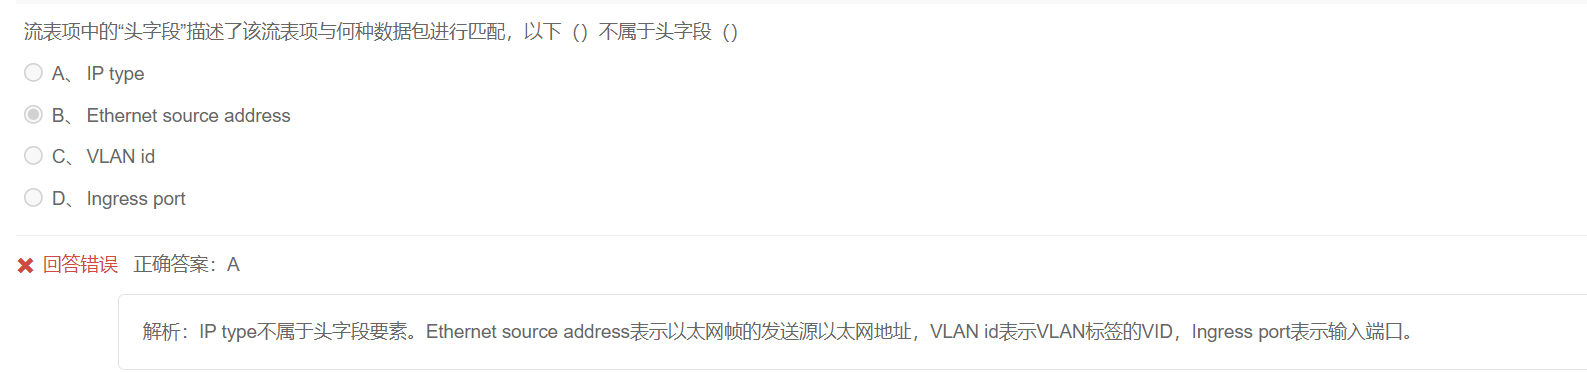 流表项中的“头字段”描述了该流表项与何种数据包进行匹配，以下（）不属于头字段（）
A、 IP type
B、 Ethernet source address
C、 VLAN id
D、 Ingress port
回答错误 正确答案：A
解析：IP type不属于头字段要素。Ethernet source address表示以太网帧的发送源以太网地址，VLAN id表示VLAN标签的VID，Ingress port表示输入端口。